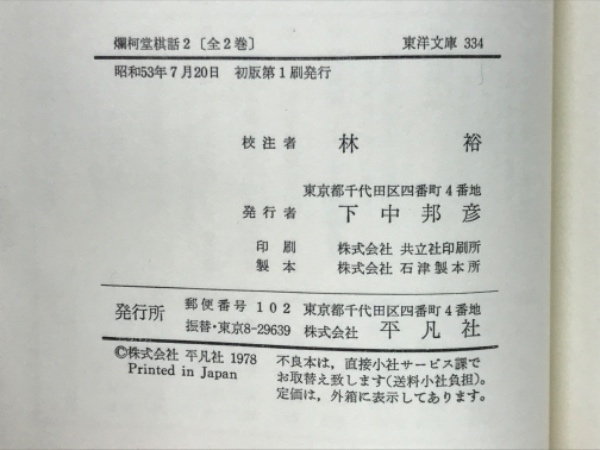 爛柯堂棋話2〔全2巻〕 東洋文庫 334
昭和53年7月20日 初版第1刷発行
校注者 林 裕
東京都千代田区四番町4番地
発行者 下中邦彦
印刷 株式会社 共立社印刷所
製本 株式会社 石津製本所
発行所 郵便番号 102 東京都千代田区四番町4番地
振替・東京8-29639 株式会社 平凡社
©株式会社 平凡社 1978
Printed in Japan
不良本は，直接小社サービス課で
お取替え致します(送料小社負担)。
定価は，外箱に表示してあります。